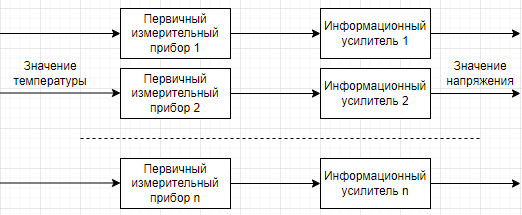 Первичный
измерительный
прибор 1
Информационный
усилитель 1
Значение
температуры
Значение
напряжения
Первичный
измерительный
прибор 2
Информационный
усилитель 2
Первичный
измерительный
прибор n
Информационный
усилитель n